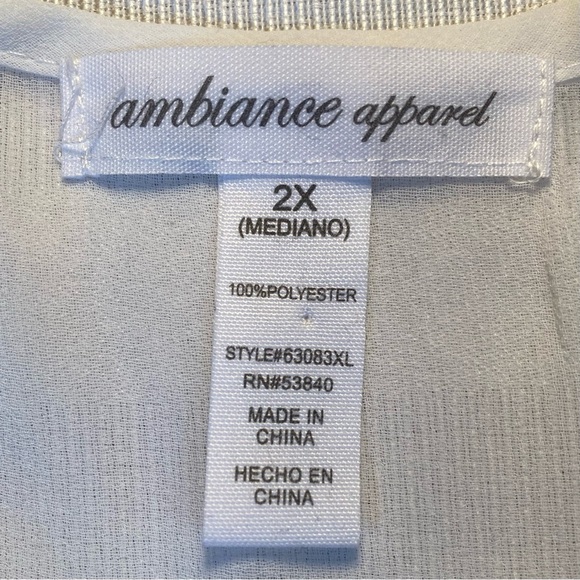 ambiance apparel
2X
(MEDIANO)
100%POLYESTER
STYLE#63083XL
RN#53840
MADE IN
CHINA
HECHO EN
CHINA